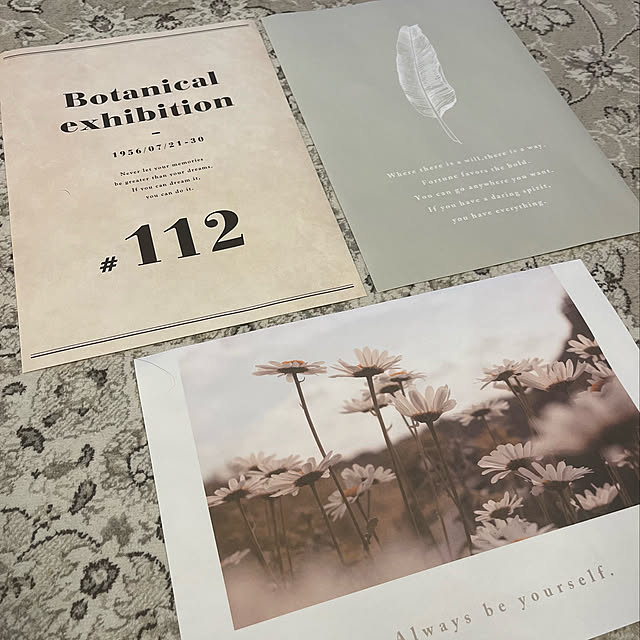 Botanical
exhibition
1956/07/21-30
Never let your memories
be greater than your dreams.
If you can dream it,
you can do it.
#112
Where there is a will, there is a way.
Fortune favors the bold.
You can go anywhere you want.
If you have a daring spirit,
you have everything.
Always be yourself.